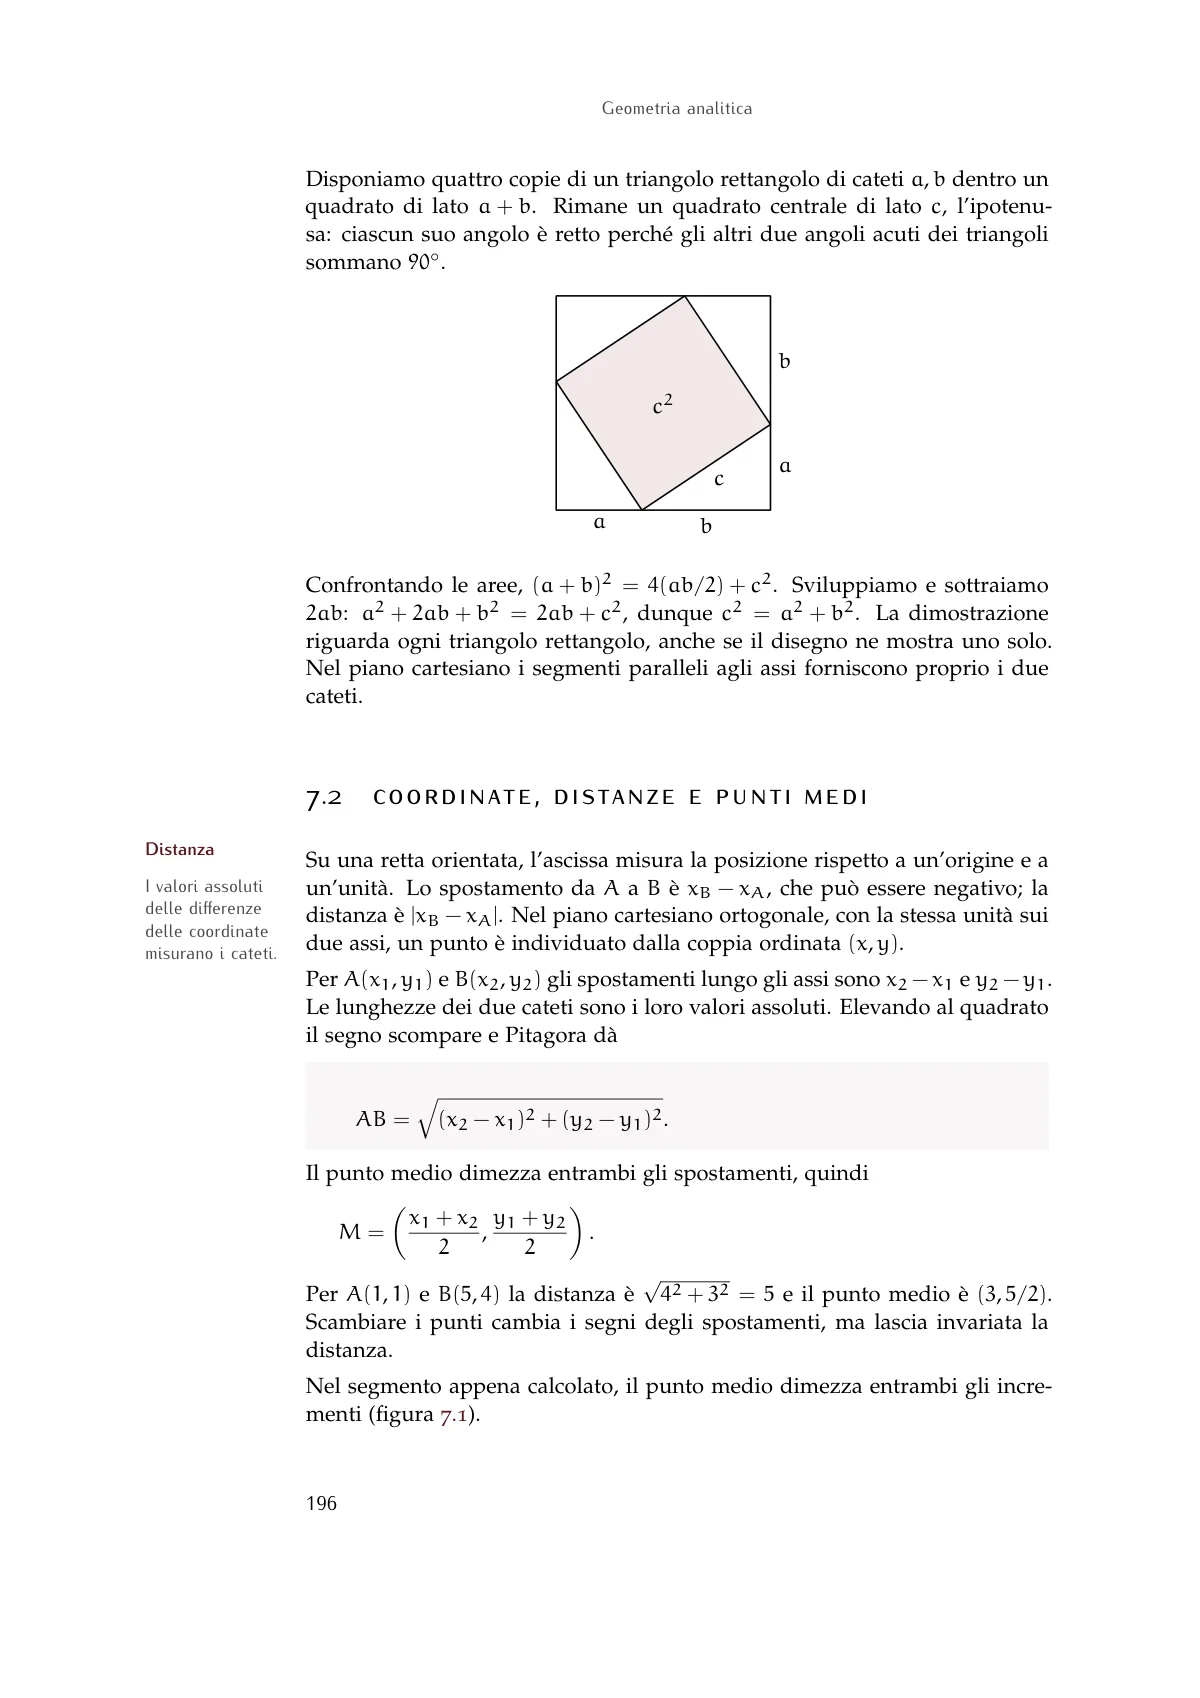 Geometria analitica
Disponiamo quattro copie di un triangolo rettangolo di cateti a, b dentro un
quadrato di lato a + b. Rimane un quadrato centrale di lato c, l'ipotenu-
sa: ciascun suo angolo è retto perché gli altri due angoli acuti dei triangoli
sommano 90°.
b
c²
a
c
a
b
Confrontando le aree, (a + b)² = 4(ab/2) + c². Sviluppiamo e sottraiamo
2ab: a² + 2ab + b² = 2ab + c², dunque c² = a² + b². La dimostrazione
riguarda ogni triangolo rettangolo, anche se il disegno ne mostra uno solo.
Nel piano cartesiano i segmenti paralleli agli assi forniscono proprio i due
cateti.
7.2 COORDINATE, DISTANZE E PUNTI MEDI
Distanza
I valori assoluti
delle differenze
delle coordinate
misurano i cateti.
Su una retta orientata, l'ascissa misura la posizione rispetto a un'origine e a
un'unità. Lo spostamento da A a B è x_B − x_A, che può essere negativo; la
distanza è |x_B − x_A|. Nel piano cartesiano ortogonale, con la stessa unità sui
due assi, un punto è individuato dalla coppia ordinata (x, y).
Per A(x₁, y₁) e B(x₂, y₂) gli spostamenti lungo gli assi sono x₂ − x₁ e y₂ − y₁.
Le lunghezze dei due cateti sono i loro valori assoluti. Elevando al quadrato
il segno scompare e Pitagora dà
AB = √((x₂ − x₁)² + (y₂ − y₁)²).
Il punto medio dimezza entrambi gli spostamenti, quindi
M = ((x₁ + x₂)/2, (y₁ + y₂)/2).
Per A(1, 1) e B(5, 4) la distanza è √(4² + 3²) = 5 e il punto medio è (3, 5/2).
Scambiare i punti cambia i segni degli spostamenti, ma lascia invariata la
distanza.
Nel segmento appena calcolato, il punto medio dimezza entrambi gli incre-
menti (figura 7.1).
196